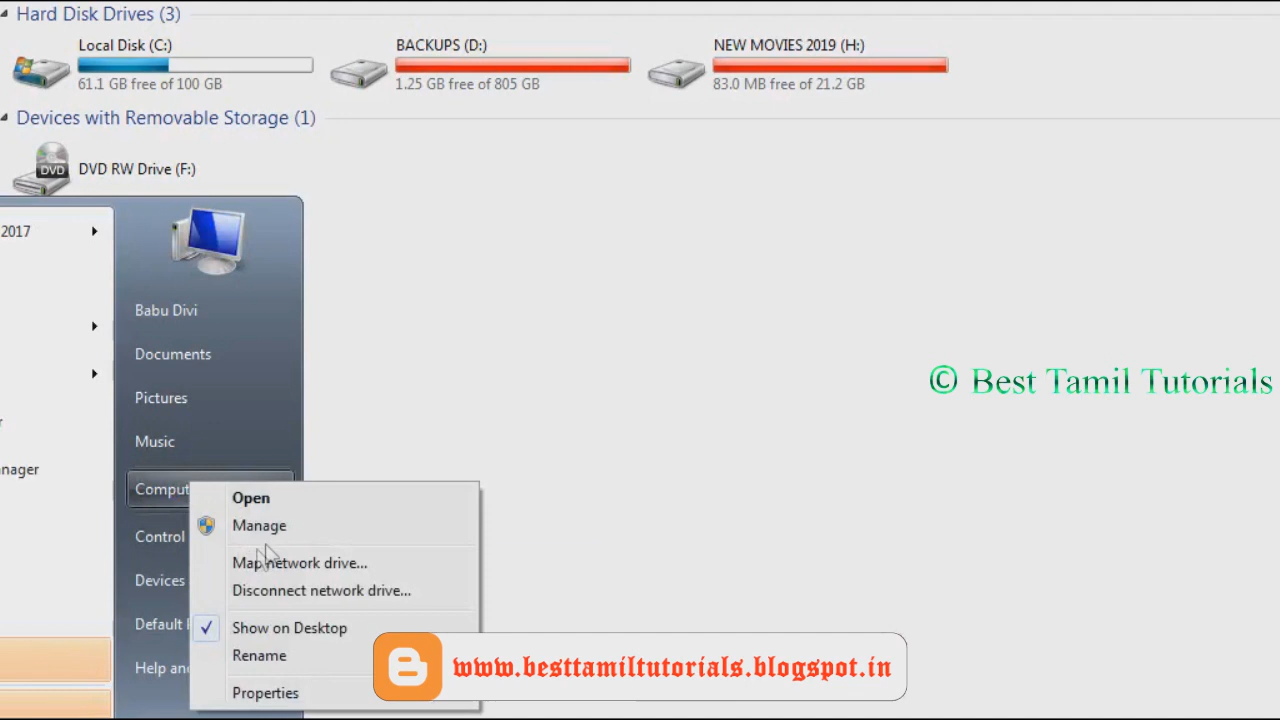 Hard Disk Drives (3)
Local Disk (C:)
61.1 GB free of 100 GB
BACKUPS (D:)
1.25 GB free of 805 GB
NEW MOVIES 2019 (H:)
83.0 MB free of 21.2 GB
Devices with Removable Storage (1)
DVD
DVD RW Drive (F:)
2017
Babu Divi
Documents
Pictures
Music
Comput
Control
Devices
Default
Help and
Open
Manage
Map network drive...
Disconnect network drive...
Show on Desktop
Rename
Properties
© Best Tamil Tutorials
www.besttamiltutorials.blogspot.in